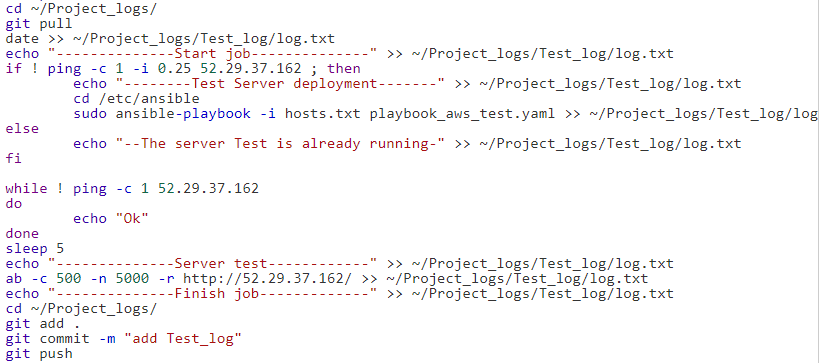 cd ~/Project_logs/
git pull
date >> ~/Project_logs/Test_log/log.txt
echo "--------------Start job--------------" >> ~/Project_logs/Test_log/log.txt
if ! ping -c 1 -i 0.25 52.29.37.162 ; then
echo "--------Test Server deployment-------" >> ~/Project_logs/Test_log/log.txt
cd /etc/ansible
sudo ansible-playbook -i hosts.txt playbook_aws_test.yaml >> ~/Project_logs/Test_log/log
else
echo "--The server Test is already running-" >> ~/Project_logs/Test_log/log.txt
fi
while ! ping -c 1 52.29.37.162
do
echo "Ok"
done
sleep 5
echo "--------------Server test------------" >> ~/Project_logs/Test_log/log.txt
ab -c 500 -n 5000 -r http://52.29.37.162/ >> ~/Project_logs/Test_log/log.txt
echo "--------------Finish job-------------" >> ~/Project_logs/Test_log/log.txt
cd ~/Project_logs/
git add .
git commit -m "add Test_log"
git push